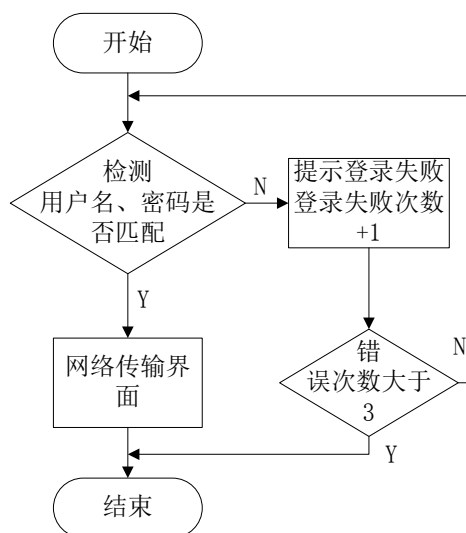 开始
检测
用户名、密码是
否匹配
N
提示登录失败
登录失败次数
+1
Y
网络传输界
面
错
误次数大于
3
N
Y
结束